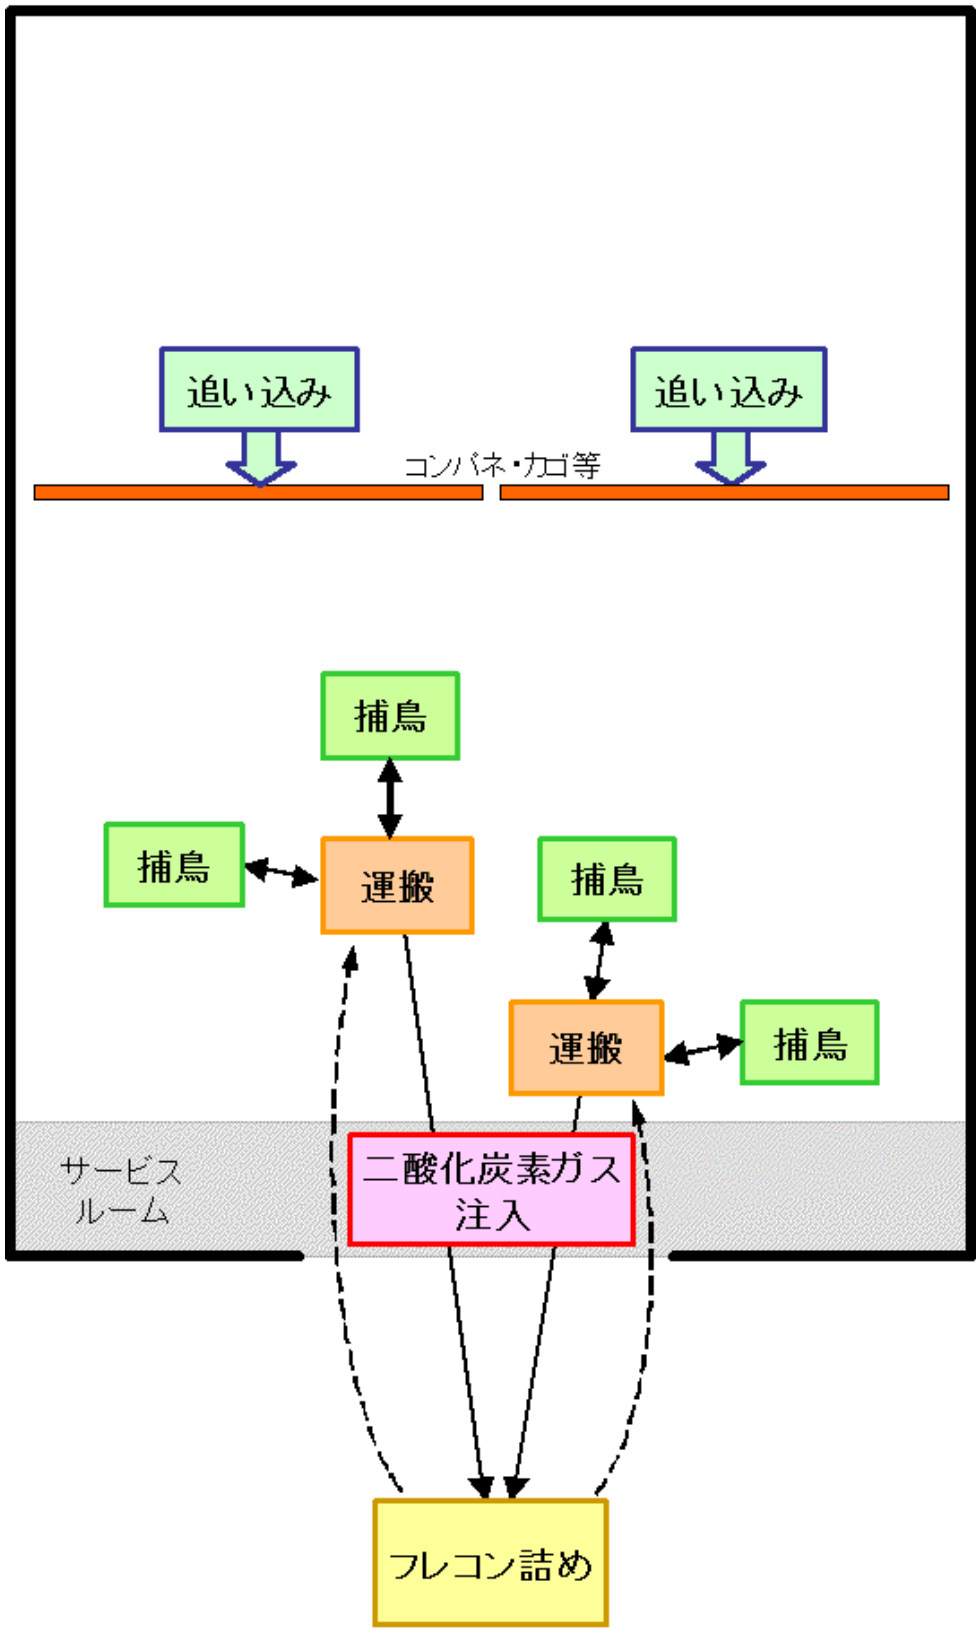 追い込み
追い込み
コンパネ・カゴ等
捕鳥
捕鳥
運搬
捕鳥
運搬
捕鳥
サービス
ルーム
二酸化炭素ガス
注入
フレコン詰め